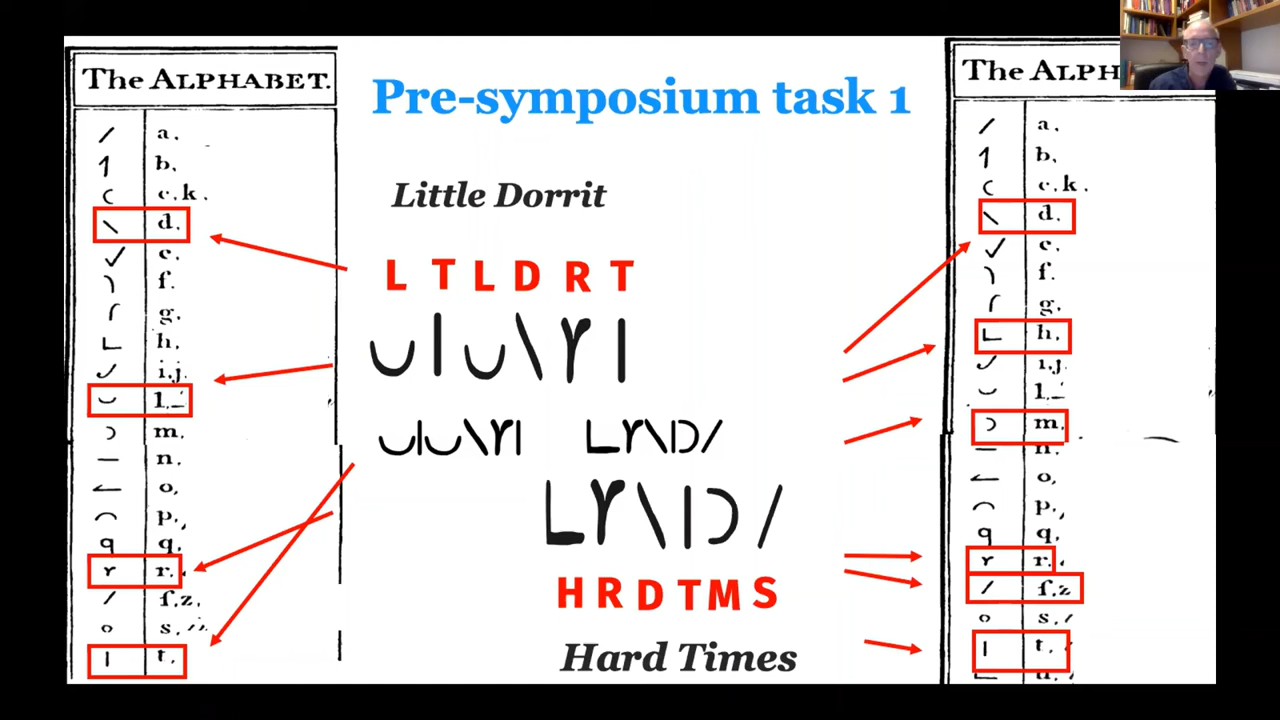 The ALPHABET.
a.
b.
c.k.
d.
e.
f.
g.
h.
i.j.
l.
m.
n.
o,
p.
q.
r.
ſ.z.
s.
t.
Pre-symposium task 1
Little Dorrit
L T L D R T
H R D T M S
Hard Times
The ALPH
a.
b.
c.k.
d.
e.
f.
g.
h.
i.j.
l.
m.
n.
o.
p.
q.
r.
ſ.z
s.
t.
u.